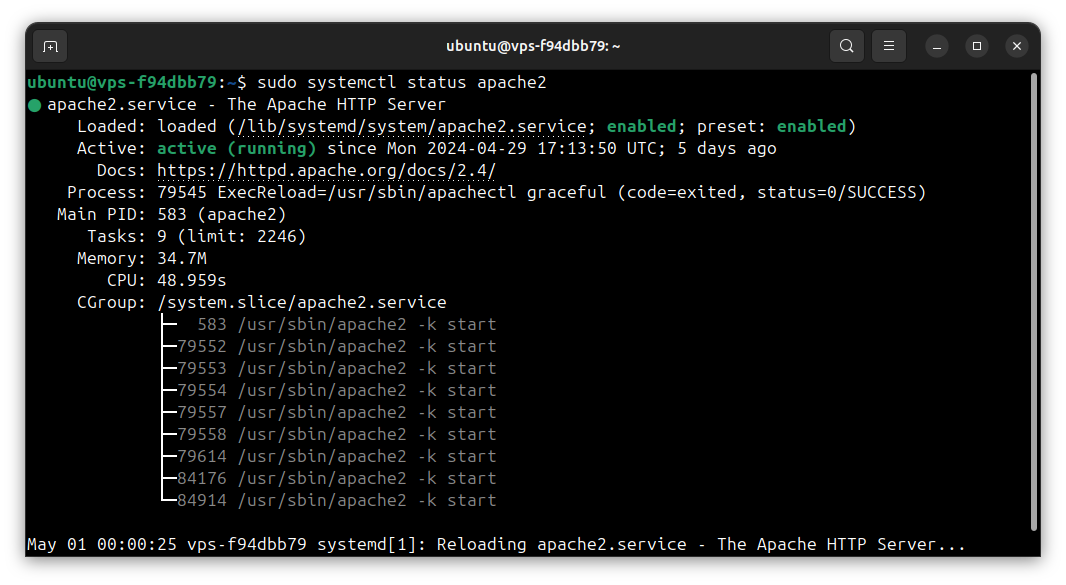 ubuntu@vps-f94dbb79: ~
ubuntu@vps-f94dbb79:~$ sudo systemctl status apache2
● apache2.service - The Apache HTTP Server
     Loaded: loaded (/lib/systemd/system/apache2.service; enabled; preset: enabled)
     Active: active (running) since Mon 2024-04-29 17:13:50 UTC; 5 days ago
       Docs: https://httpd.apache.org/docs/2.4/
    Process: 79545 ExecReload=/usr/sbin/apachectl graceful (code=exited, status=0/SUCCESS)
   Main PID: 583 (apache2)
      Tasks: 9 (limit: 2246)
     Memory: 34.7M
        CPU: 48.959s
     CGroup: /system.slice/apache2.service
             ├─  583 /usr/sbin/apache2 -k start
             ├─79552 /usr/sbin/apache2 -k start
             ├─79553 /usr/sbin/apache2 -k start
             ├─79554 /usr/sbin/apache2 -k start
             ├─79557 /usr/sbin/apache2 -k start
             ├─79558 /usr/sbin/apache2 -k start
             ├─79614 /usr/sbin/apache2 -k start
             ├─84176 /usr/sbin/apache2 -k start
             └─84914 /usr/sbin/apache2 -k start
May 01 00:00:25 vps-f94dbb79 systemd[1]: Reloading apache2.service - The Apache HTTP Server...